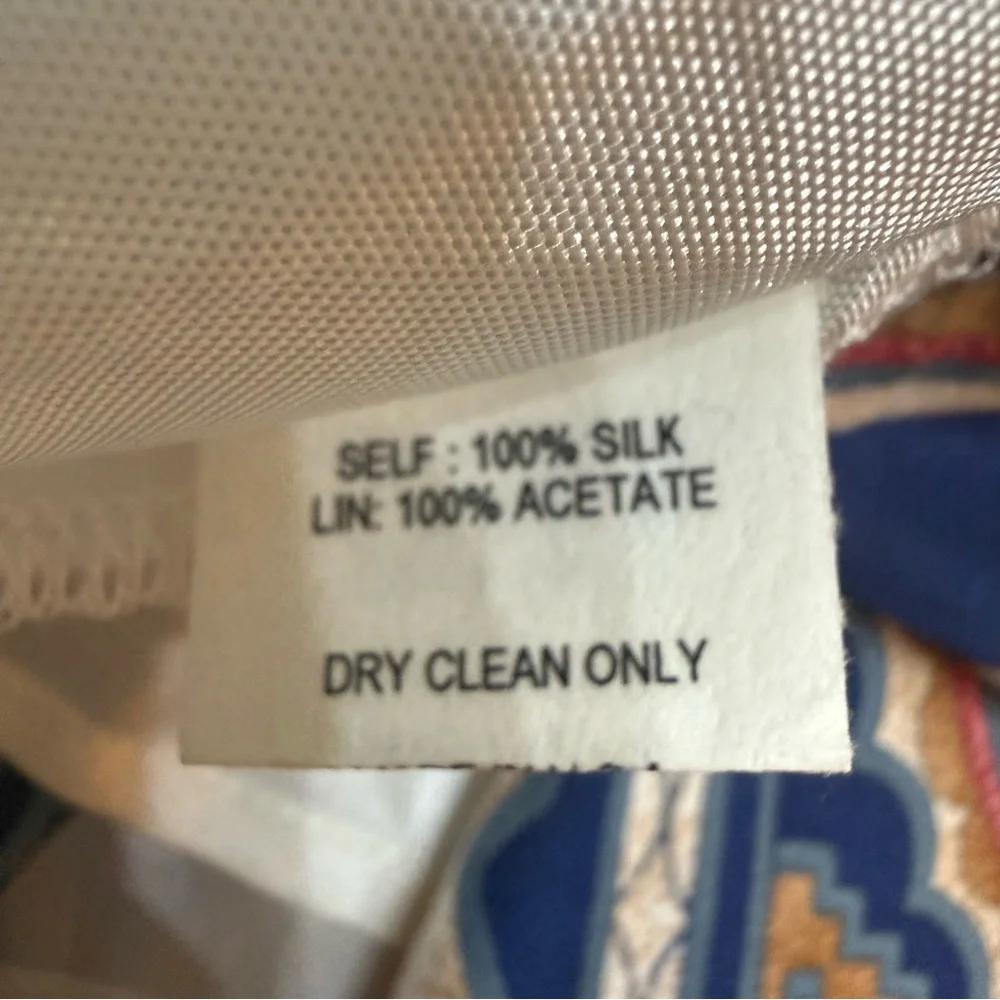 SELF : 100% SILK
LIN: 100% ACETATE
DRY CLEAN ONLY